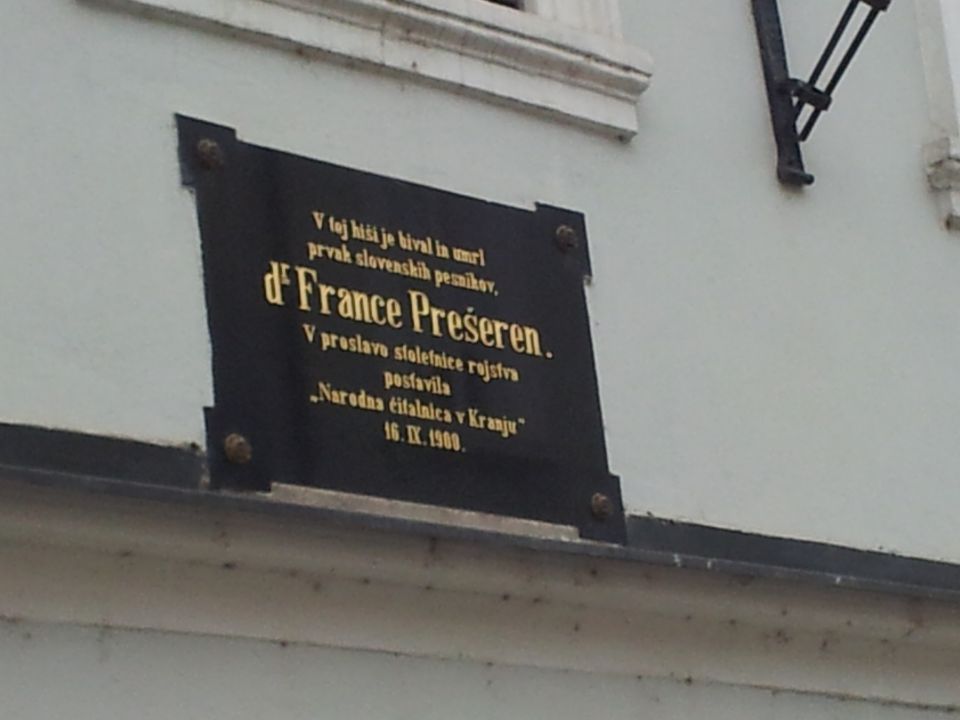 V tej hiši je bival in umrl
prvak slovenskih pesnikov,
dr France Prešeren.
V proslavo stoletnice rojstva
postavila
„Narodna čitalnica v Kranju“
16. IX. 1900.